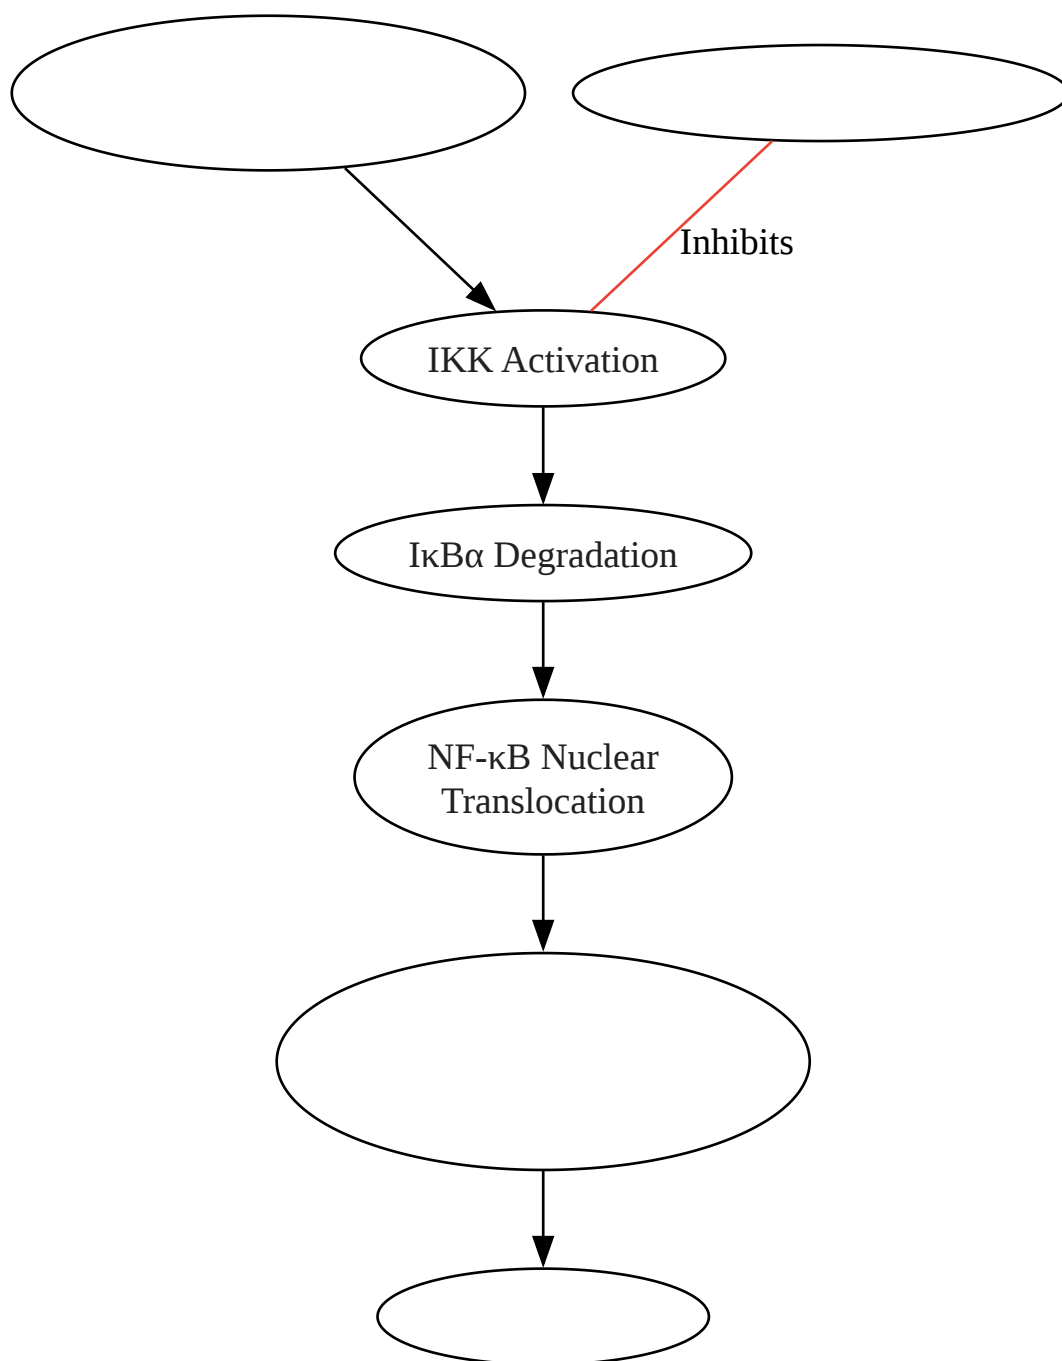 Inhibits
IKK Activation
IκBα Degradation
NF-κB Nuclear
Translocation